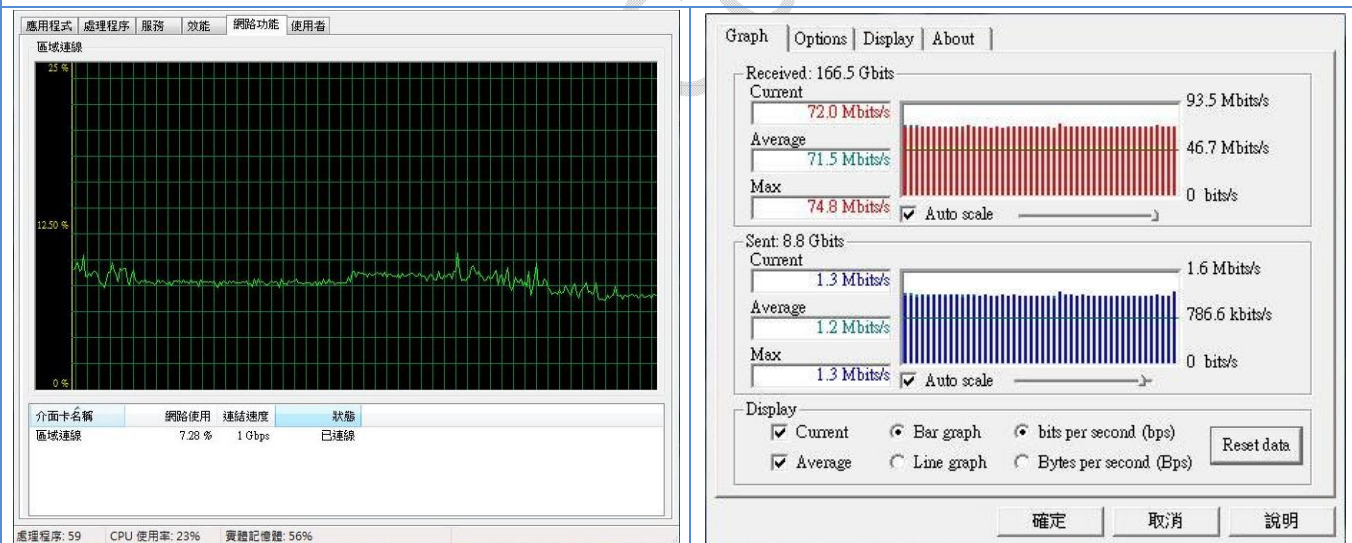 應用程式 處理程序 服務 效能 網路功能 使用者
區域連線
25 %
12.50 %
0 %
介面卡名稱 網路使用 連結速度 狀態
區域連線 7.28 % 1 Gbps 已連線
處理程序: 59 CPU 使用率: 23% 實體記憶體: 56%
Graph Options Display About
Received: 166.5 Gbits
Current
72.0 Mbits/s
Average
71.5 Mbits/s
Max
74.8 Mbits/s
93.5 Mbits/s
46.7 Mbits/s
0 bits/s
Auto scale
Sent: 8.8 Gbits
Current
1.3 Mbits/s
Average
1.2 Mbits/s
Max
1.3 Mbits/s
1.6 Mbits/s
786.6 kbits/s
0 bits/s
Auto scale
Display
Current Bar graph bits per second (bps)
Average Line graph Bytes per second (Bps)
Reset data
確定 取消 說明